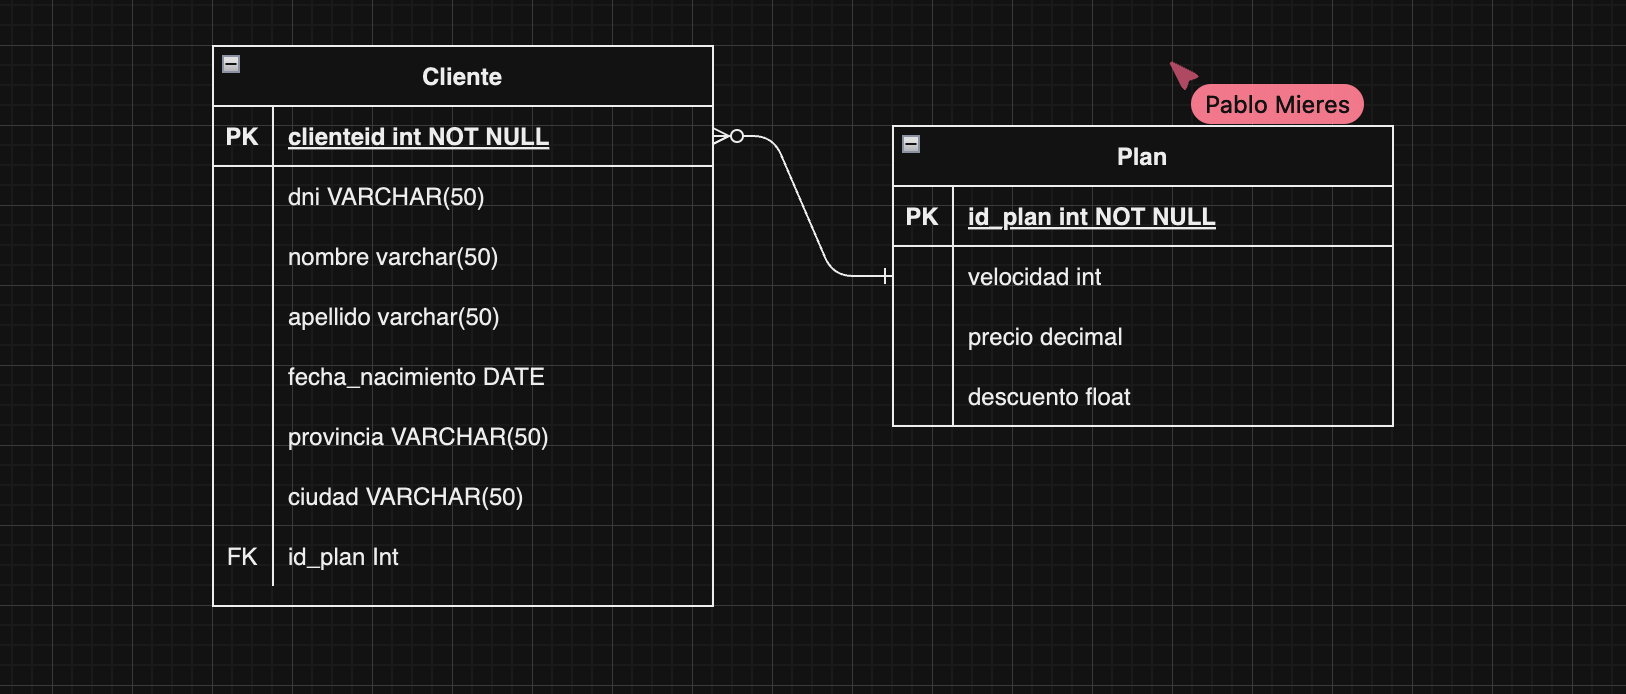 Cliente
PK clienteid int NOT NULL
dni VARCHAR(50)
nombre varchar(50)
apellido varchar(50)
fecha_nacimiento DATE
provincia VARCHAR(50)
ciudad VARCHAR(50)
FK id_plan Int
Pablo Mieres
Plan
PK id_plan int NOT NULL
velocidad int
precio decimal
descuento float